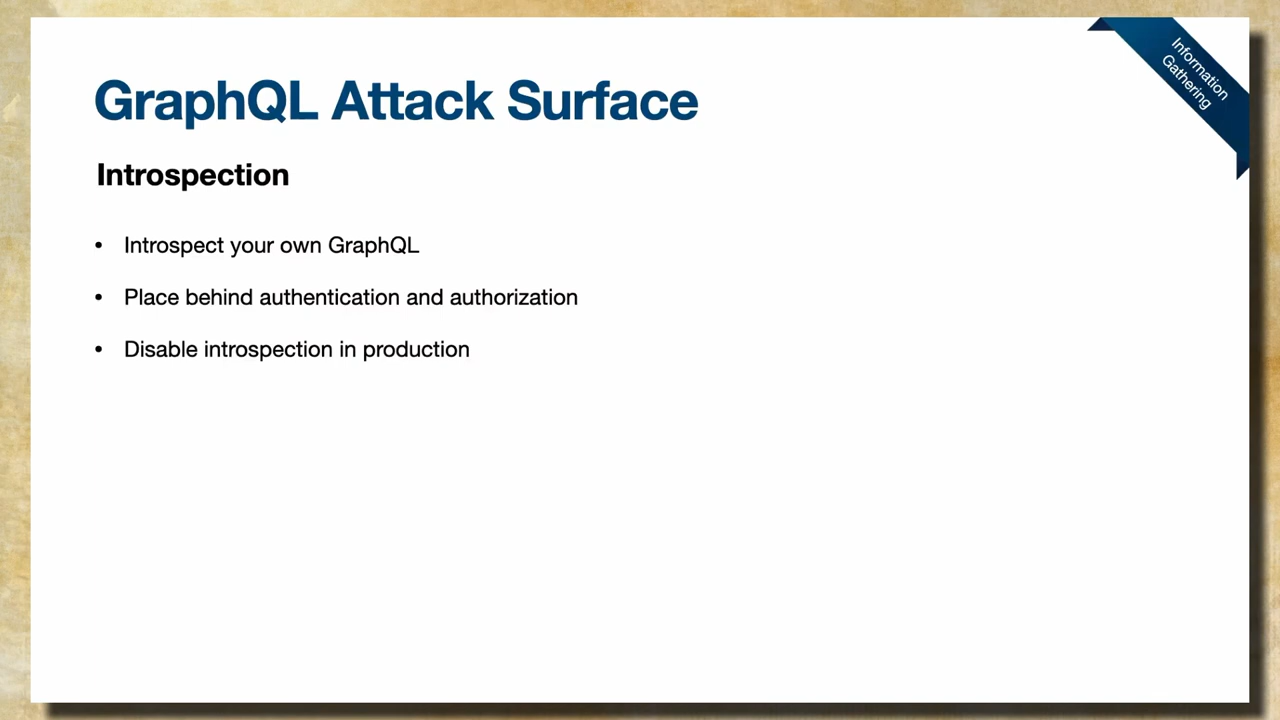 GraphQL Attack Surface
Information
Gathering
Introspection
• Introspect your own GraphQL
• Place behind authentication and authorization
• Disable introspection in production